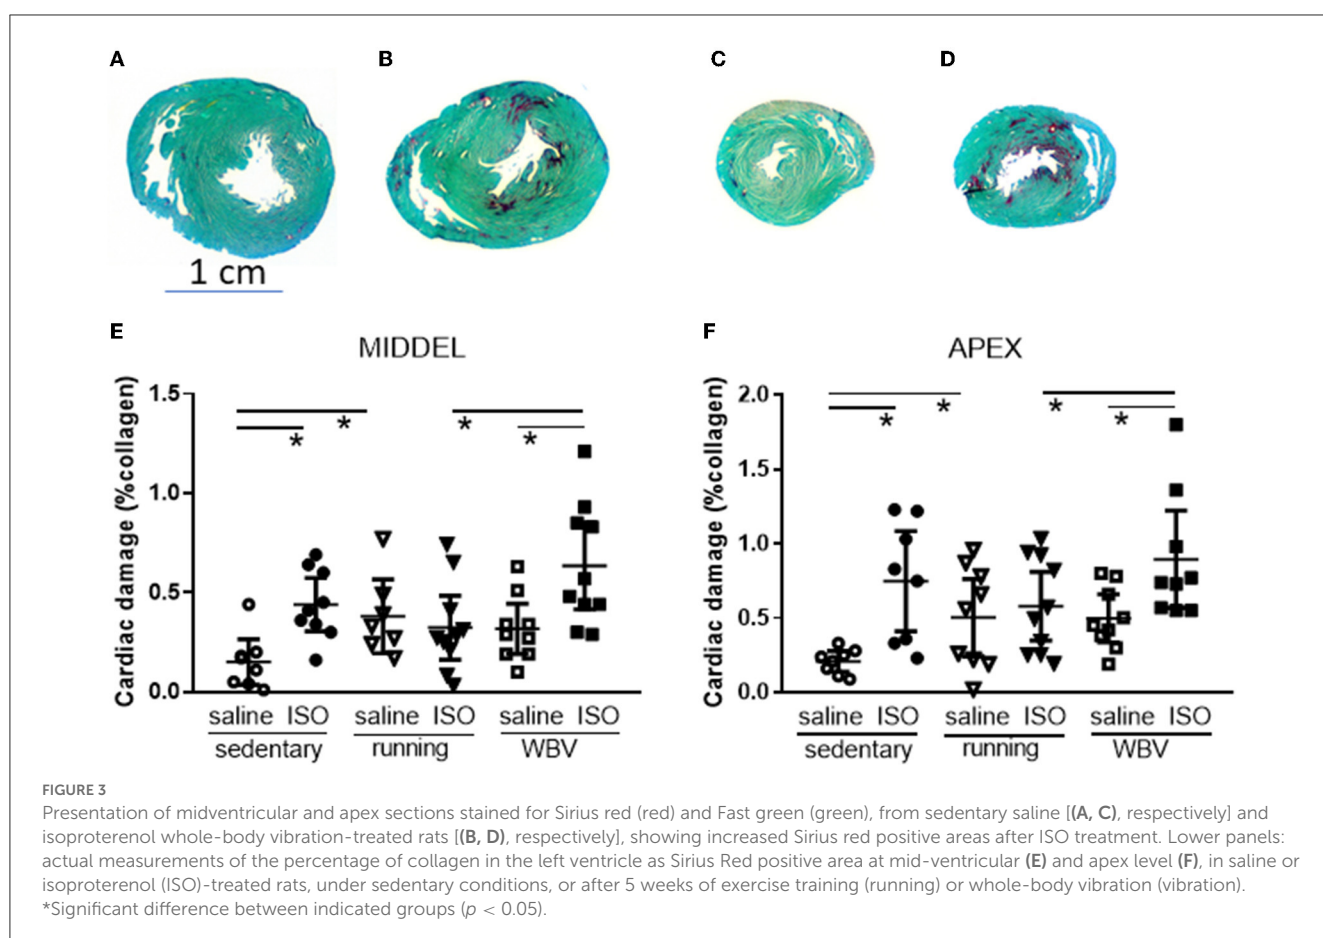 A
B
C
D
1 cm
E
F
MIDDEL
APEX
Cardiac damage (%collagen)
1.5
1.0
0.5
0.0
* * * *
saline ISO saline ISO saline ISO
sedentary running WBV
Cardiac damage (%collagen)
2.0
1.5
1.0
0.5
0.0
* * * *
saline ISO saline ISO saline ISO
sedentary running WBV
FIGURE 3
Presentation of midventricular and apex sections stained for Sirius red (red) and Fast green (green), from sedentary saline [(A, C), respectively] and
isoproterenol whole-body vibration-treated rats [(B, D), respectively], showing increased Sirius red positive areas after ISO treatment. Lower panels:
actual measurements of the percentage of collagen in the left ventricle as Sirius Red positive area at mid-ventricular (E) and apex level (F), in saline or
isoproterenol (ISO)-treated rats, under sedentary conditions, or after 5 weeks of exercise training (running) or whole-body vibration (vibration).
*Significant difference between indicated groups (p < 0.05).